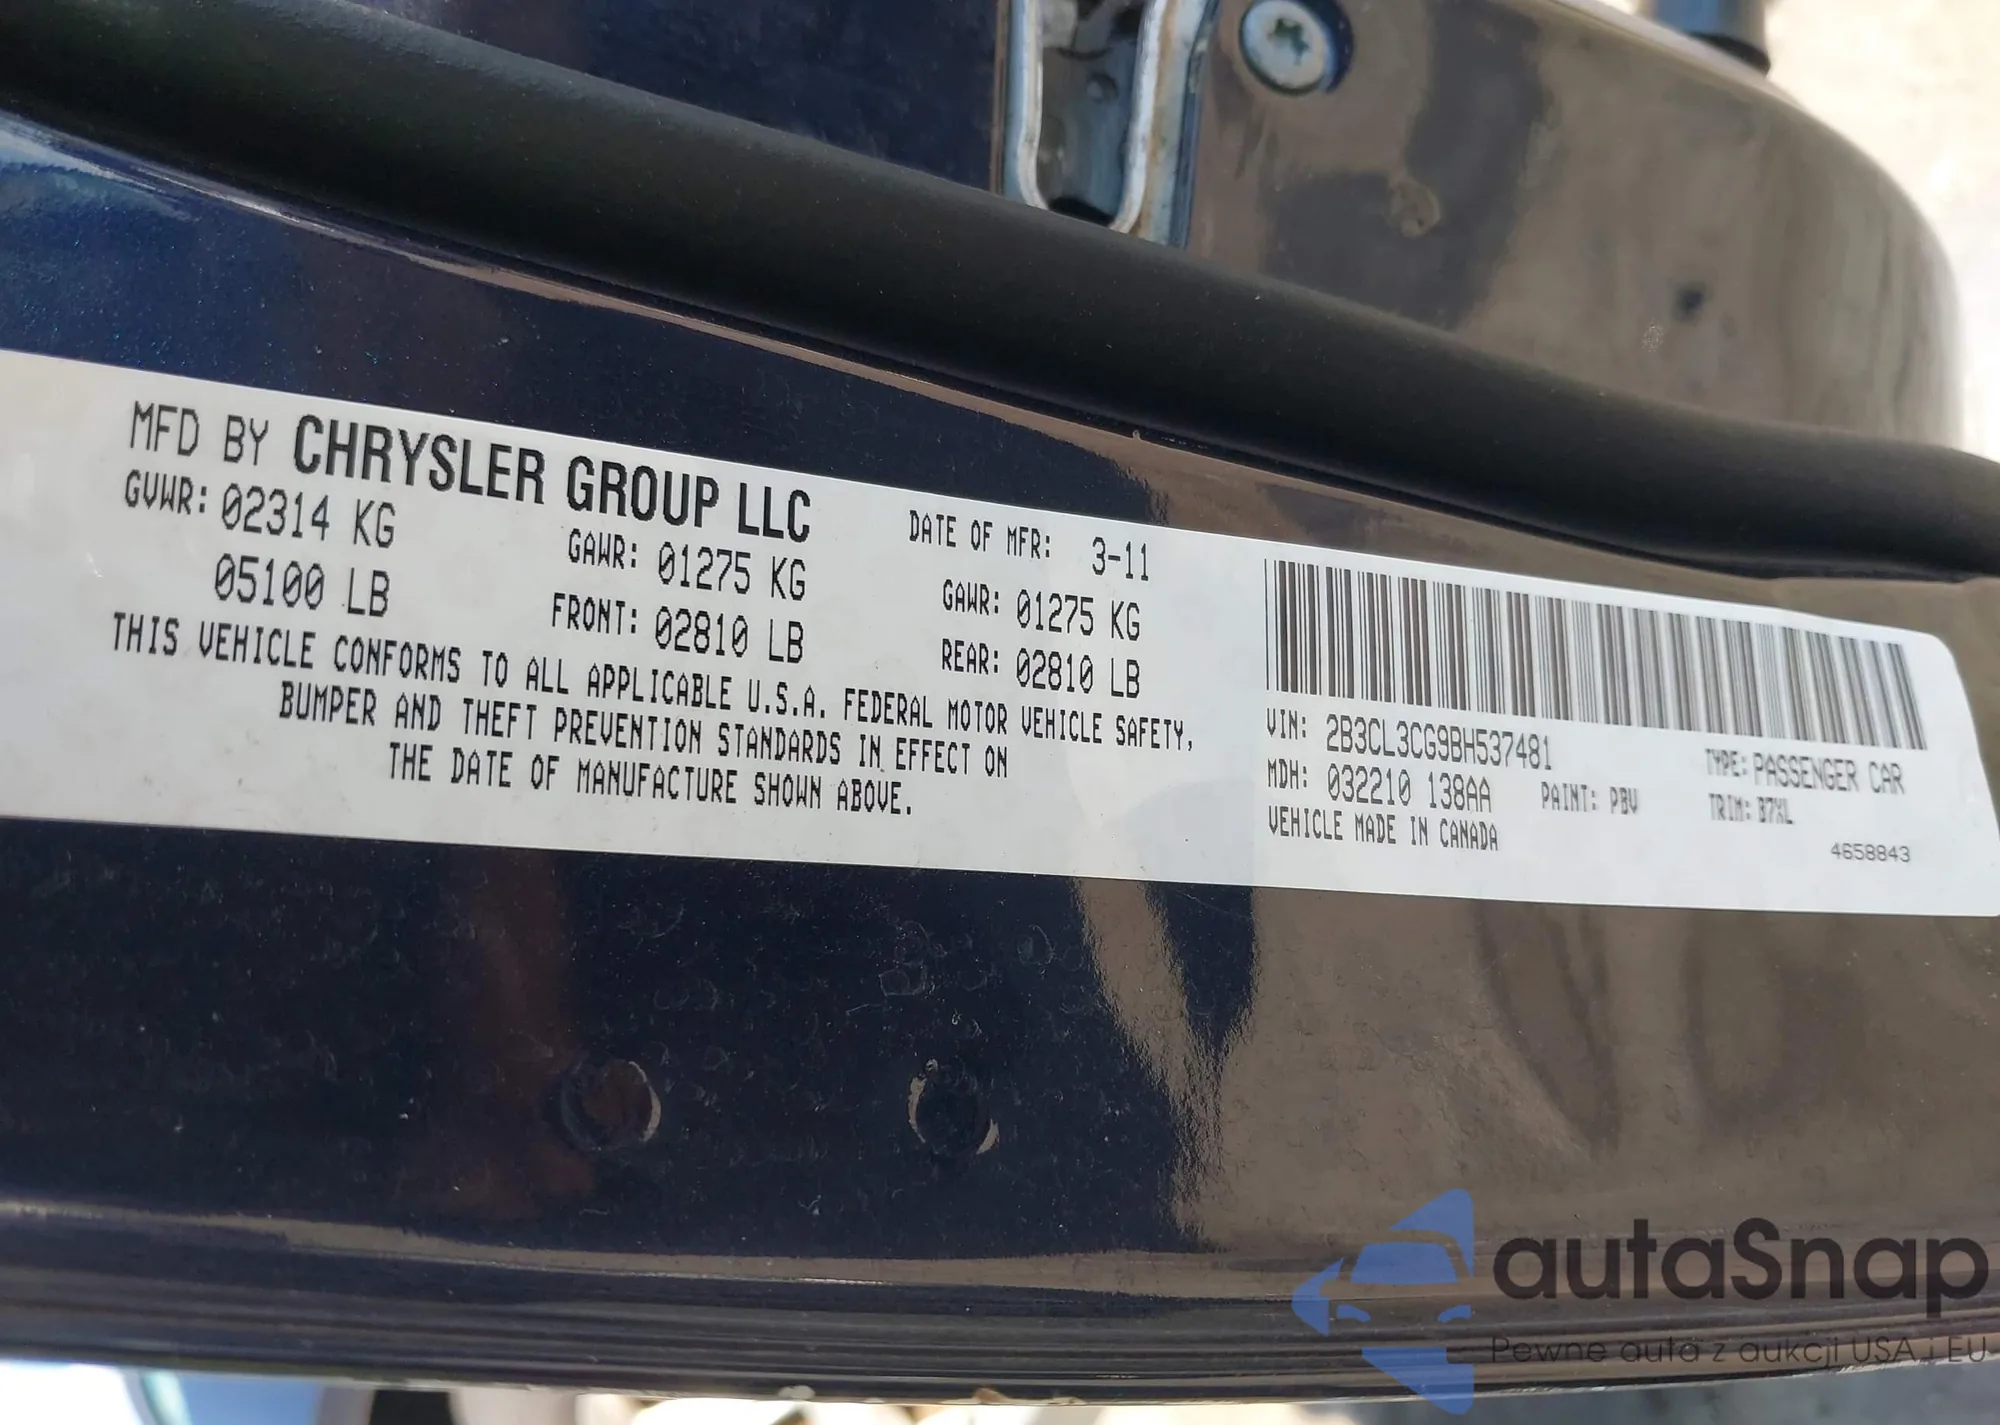 MFD BY CHRYSLER GROUP LLC
DATE OF MFR: 3-11
GVWR: 02314 KG
05100 LB
GAWR: 01275 KG
FRONT: 02810 LB
GAWR: 01275 KG
REAR: 02810 LB
THIS VEHICLE CONFORMS TO ALL APPLICABLE U.S.A. FEDERAL MOTOR VEHICLE SAFETY,
BUMPER AND THEFT PREVENTION STANDARDS IN EFFECT ON
THE DATE OF MANUFACTURE SHOWN ABOVE.
VIN: 2B3CL3CG9BH537481
TYPE: PASSENGER CAR
MDH: 032210 138AA
PAINT: PBV
TRIM: B7XL
VEHICLE MADE IN CANADA
4658843
autaSnap
Pewne auta z aukcji USA i EU